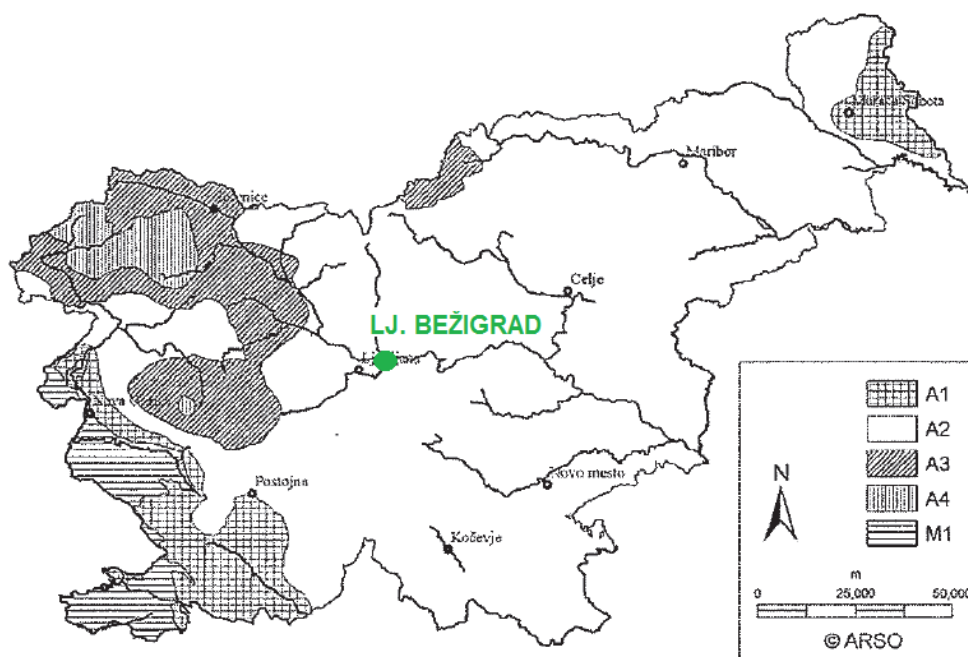 Maribor
Celje
LJ. BEŽIGRAD
Postojna
Novo mesto
Kočevje
A1
A2
A3
A4
M1
N
m
0 25,000 50,000
© ARSO